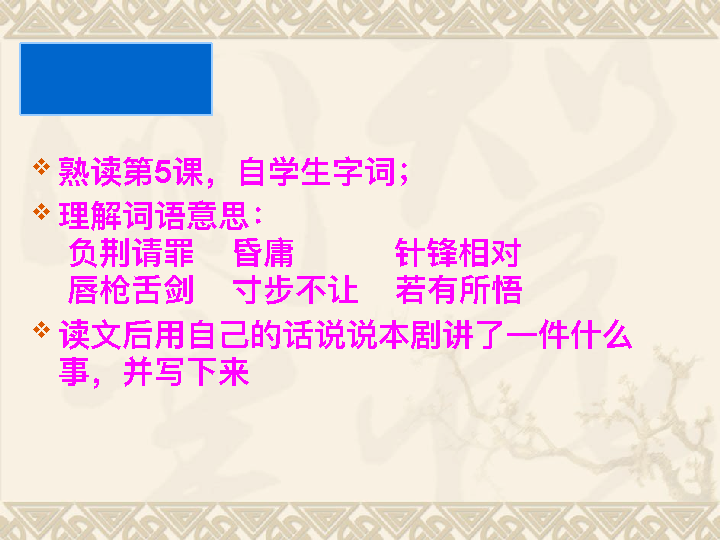 熟读第5课，自学生字词；
理解词语意思：
负荆请罪 昏庸 针锋相对
唇枪舌剑 寸步不让 若有所悟
读文后用自己的话说说本剧讲了一件什么
事，并写下来